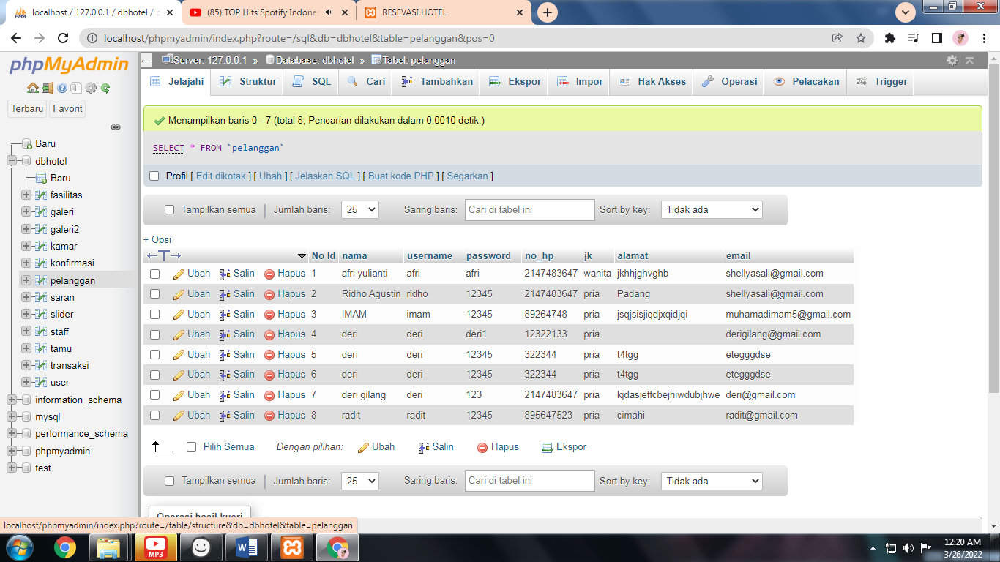 localhost / 127.0.0.1 / dbhotel / p
(85) TOP Hits Spotify Indones
RESEVASI HOTEL
localhost/phpmyadmin/index.php?route=/sql&db=dbhotel&table=pelanggan&pos=0
phpMyAdmin
Terbaru Favorit
Baru
dbhotel
Baru
fasilitas
galeri
galeri2
kamar
konfirmasi
pelanggan
saran
slider
staff
tamu
transaksi
user
information_schema
mysql
performance_schema
phpmyadmin
test
Server: 127.0.0.1 » Database: dbhotel » Tabel: pelanggan
Jelajahi Struktur SQL Cari Tambahkan Ekspor Impor Hak Akses Operasi Pelacakan Trigger
Menampilkan baris 0 - 7 (total 8, Pencarian dilakukan dalam 0,0010 detik.)
SELECT * FROM `pelanggan`
Profil [ Edit dikotak ] [ Ubah ] [ Jelaskan SQL ] [ Buat kode PHP ] [ Segarkan ]
Tampilkan semua | Jumlah baris: 25 Saring baris: Cari di tabel ini Sort by key: Tidak ada
+ Opsi
←T→ No Id nama username password no_hp jk alamat email
Ubah Salin Hapus 1 afri yulianti afri afri 2147483647 wanita jkhhjghvghb shellyasali@gmail.com
Ubah Salin Hapus 2 Ridho Agustin ridho 12345 2147483647 pria Padang shellyasali@gmail.com
Ubah Salin Hapus 3 IMAM imam 12345 89264748 pria jsqjsisjiqdjxqidjqi muhamadimam5@gmail.com
Ubah Salin Hapus 4 deri deri deri1 12322133 pria derigilang@gmail.com
Ubah Salin Hapus 5 deri deri 12345 322344 pria t4tgg etegggdse
Ubah Salin Hapus 6 deri deri 12345 322344 pria t4tgg etegggdse
Ubah Salin Hapus 7 deri gilang deri 123 2147483647 pria kjdasjeffcbejhiwdubjhwe deri@gmail.com
Ubah Salin Hapus 8 radit radit 12345 895647523 pria cimahi radit@gmail.com
Pilih Semua Dengan pilihan: Ubah Salin Hapus Ekspor
Tampilkan semua | Jumlah baris: 25 Saring baris: Cari di tabel ini Sort by key: Tidak ada
Operasi hasil kueri
localhost/phpmyadmin/index.php?route=/table/structure&db=dbhotel&table=pelanggan
MP3
12:20 AM
3/26/2022